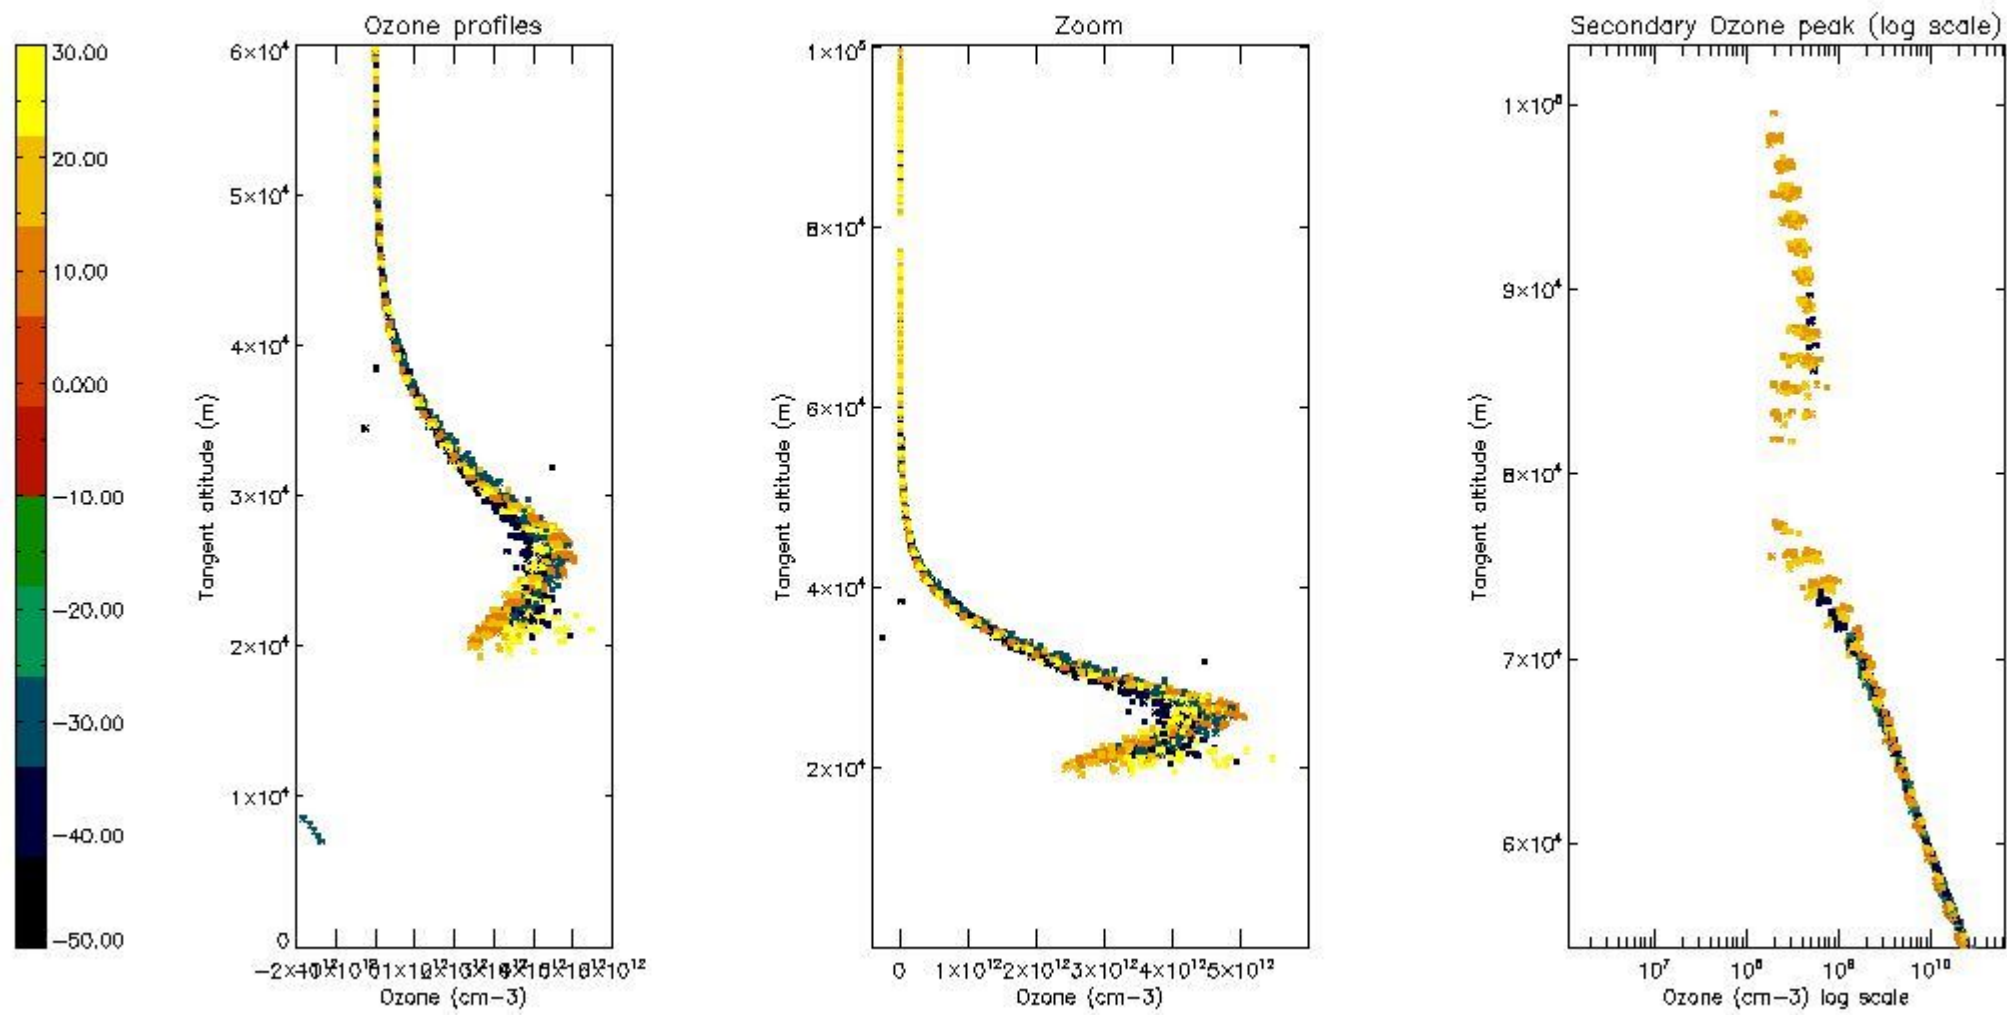 Ozone profiles
Zoom
Secondary Ozone peak (log scale)
30.00
20.00
10.00
0.000
-10.00
-20.00
-30.00
-40.00
-50.00
6×10⁴
5×10⁴
4×10⁴
3×10⁴
2×10⁴
1×10⁴
0
Tangent altitude (m)
Ozone (cm-3)
1×10⁵
8×10⁴
6×10⁴
4×10⁴
2×10⁴
Tangent altitude (m)
0 1×10¹² 2×10¹² 3×10¹² 4×10¹² 5×10¹²
Ozone (cm-3)
9×10⁴
8×10⁴
7×10⁴
6×10⁴
Tangent altitude (m)
10⁷ 10¹⁰
Ozone (cm-3) log scale